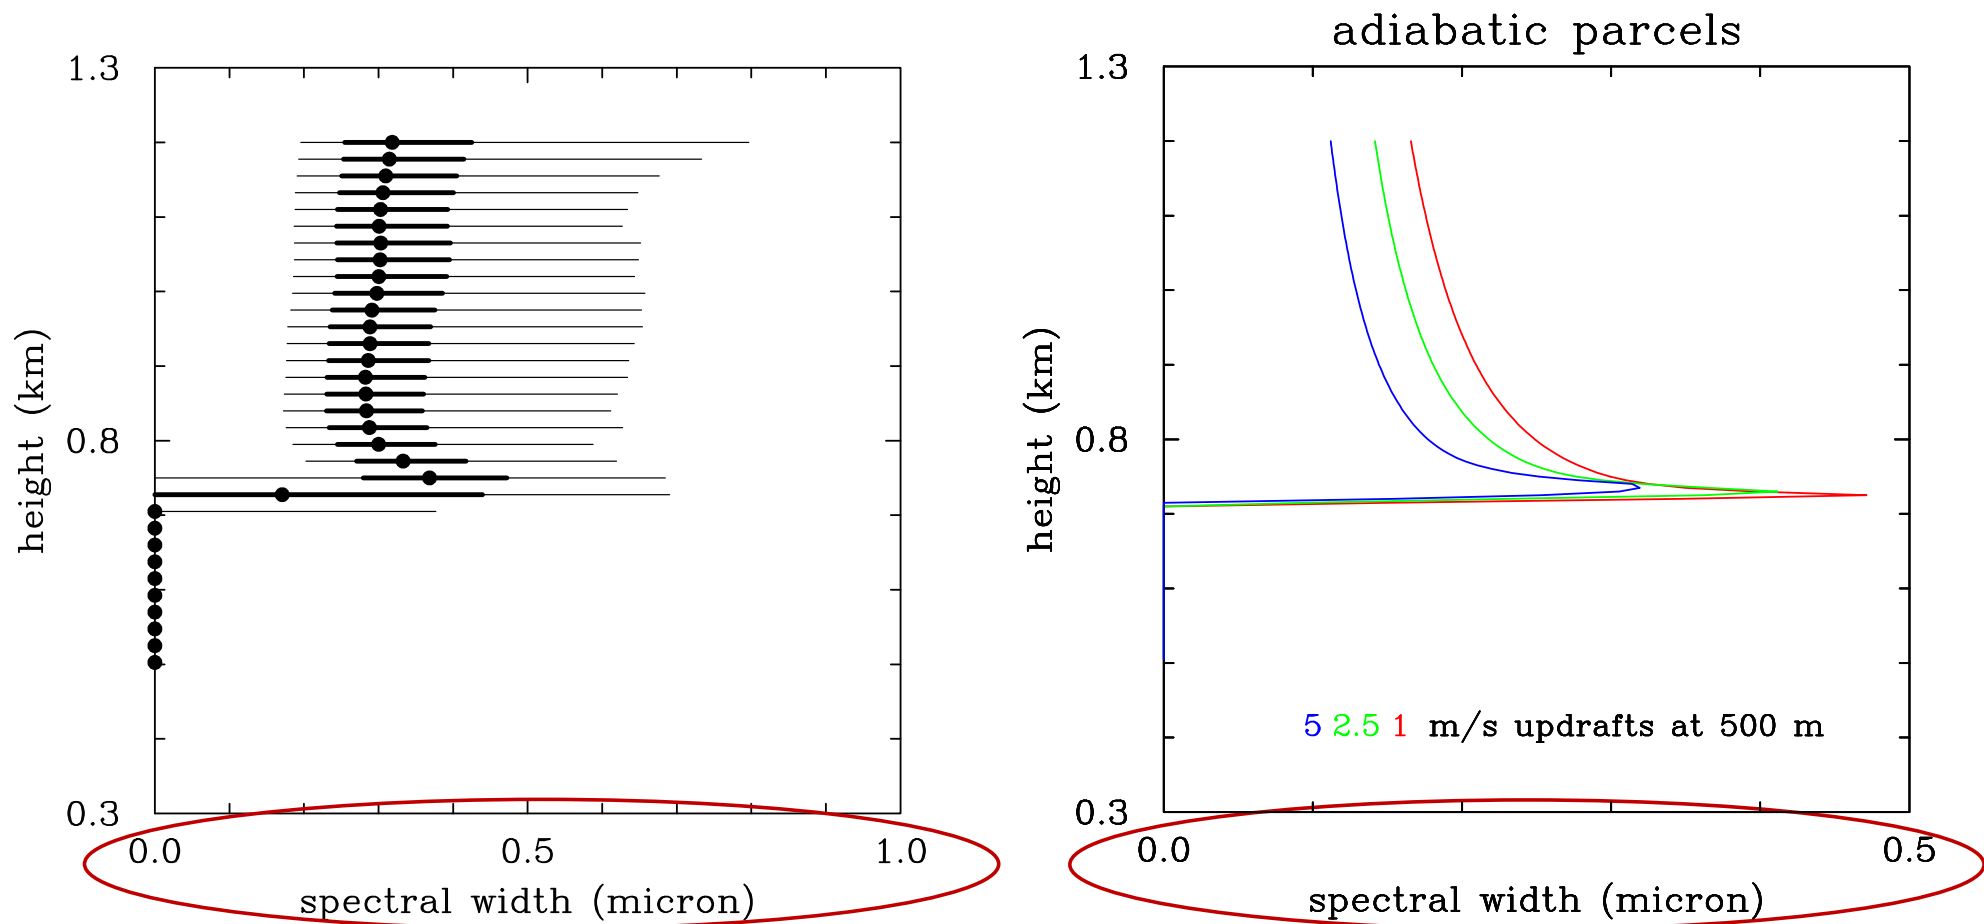 1.3
0.8
0.3
height (km)
0.0 0.5 1.0
spectral width (micron)
adiabatic parcels
1.3
0.8
0.3
height (km)
5 2.5 1 m/s updrafts at 500 m
0.0 0.5
spectral width (micron)